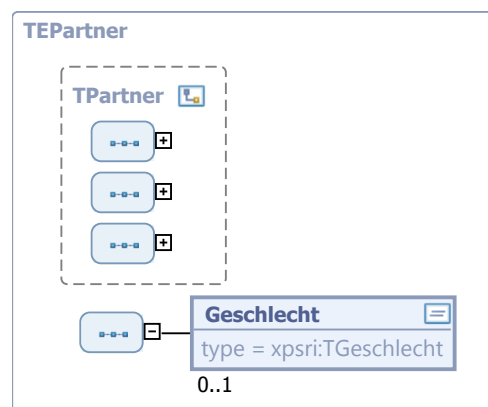 TEPartner
TPartner
Geschlecht
type = xpsri:TGeschlecht
0..1